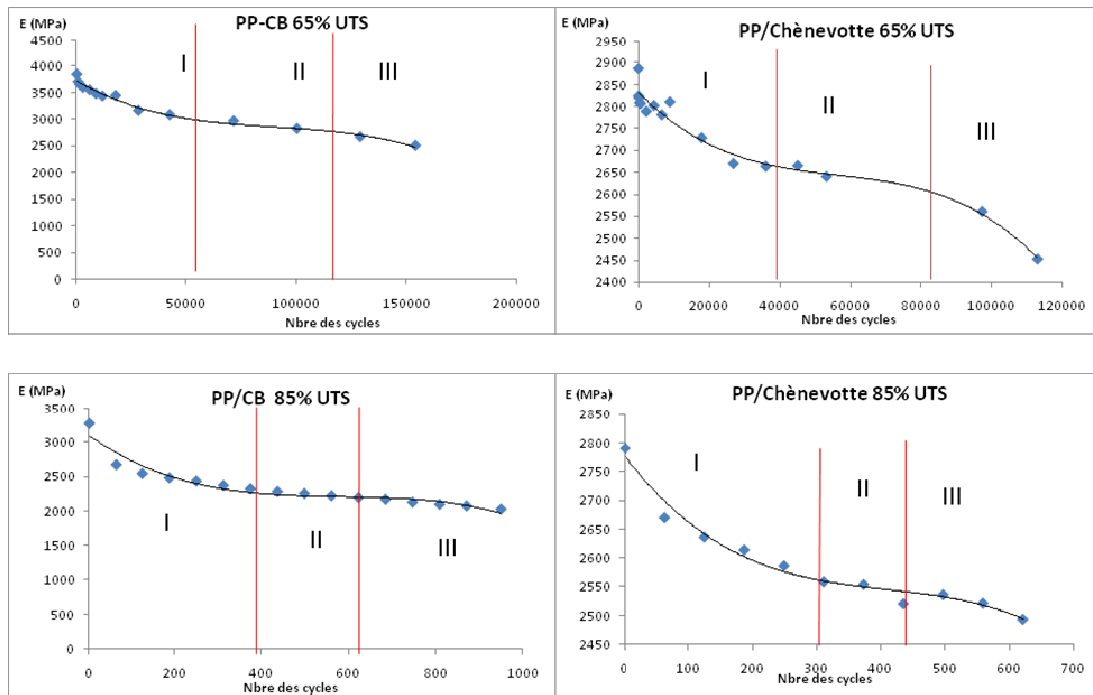 E (MPa)
PP-CB 65% UTS
4500
4000
3500
3000
2500
2000
1500
1000
500
0
I
II
III
0
50000
100000
150000
200000
Nbre des cycles
E (MPa)
PP/Chènevotte 65% UTS
2950
2900
2850
2800
2750
2700
2650
2600
2550
2500
2450
2400
I
II
III
0
20000
40000
60000
80000
100000
120000
Nbre des cycles
E (MPa)
PP/CB 85% UTS
3500
3000
2500
2000
1500
1000
500
0
I
II
III
0
200
400
600
800
1000
Nbre des cycles
E (MPa)
PP/Chènevotte 85% UTS
2850
2800
2750
2700
2650
2600
2550
2500
2450
I
II
III
0
100
200
300
400
500
600
700
Nbre des cycles